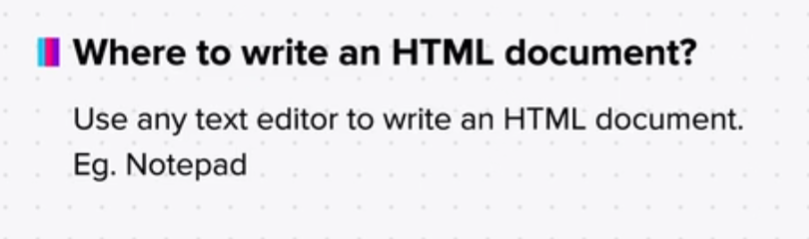 Where to write an HTML document?
Use any text editor to write an HTML document.
Eg. Notepad